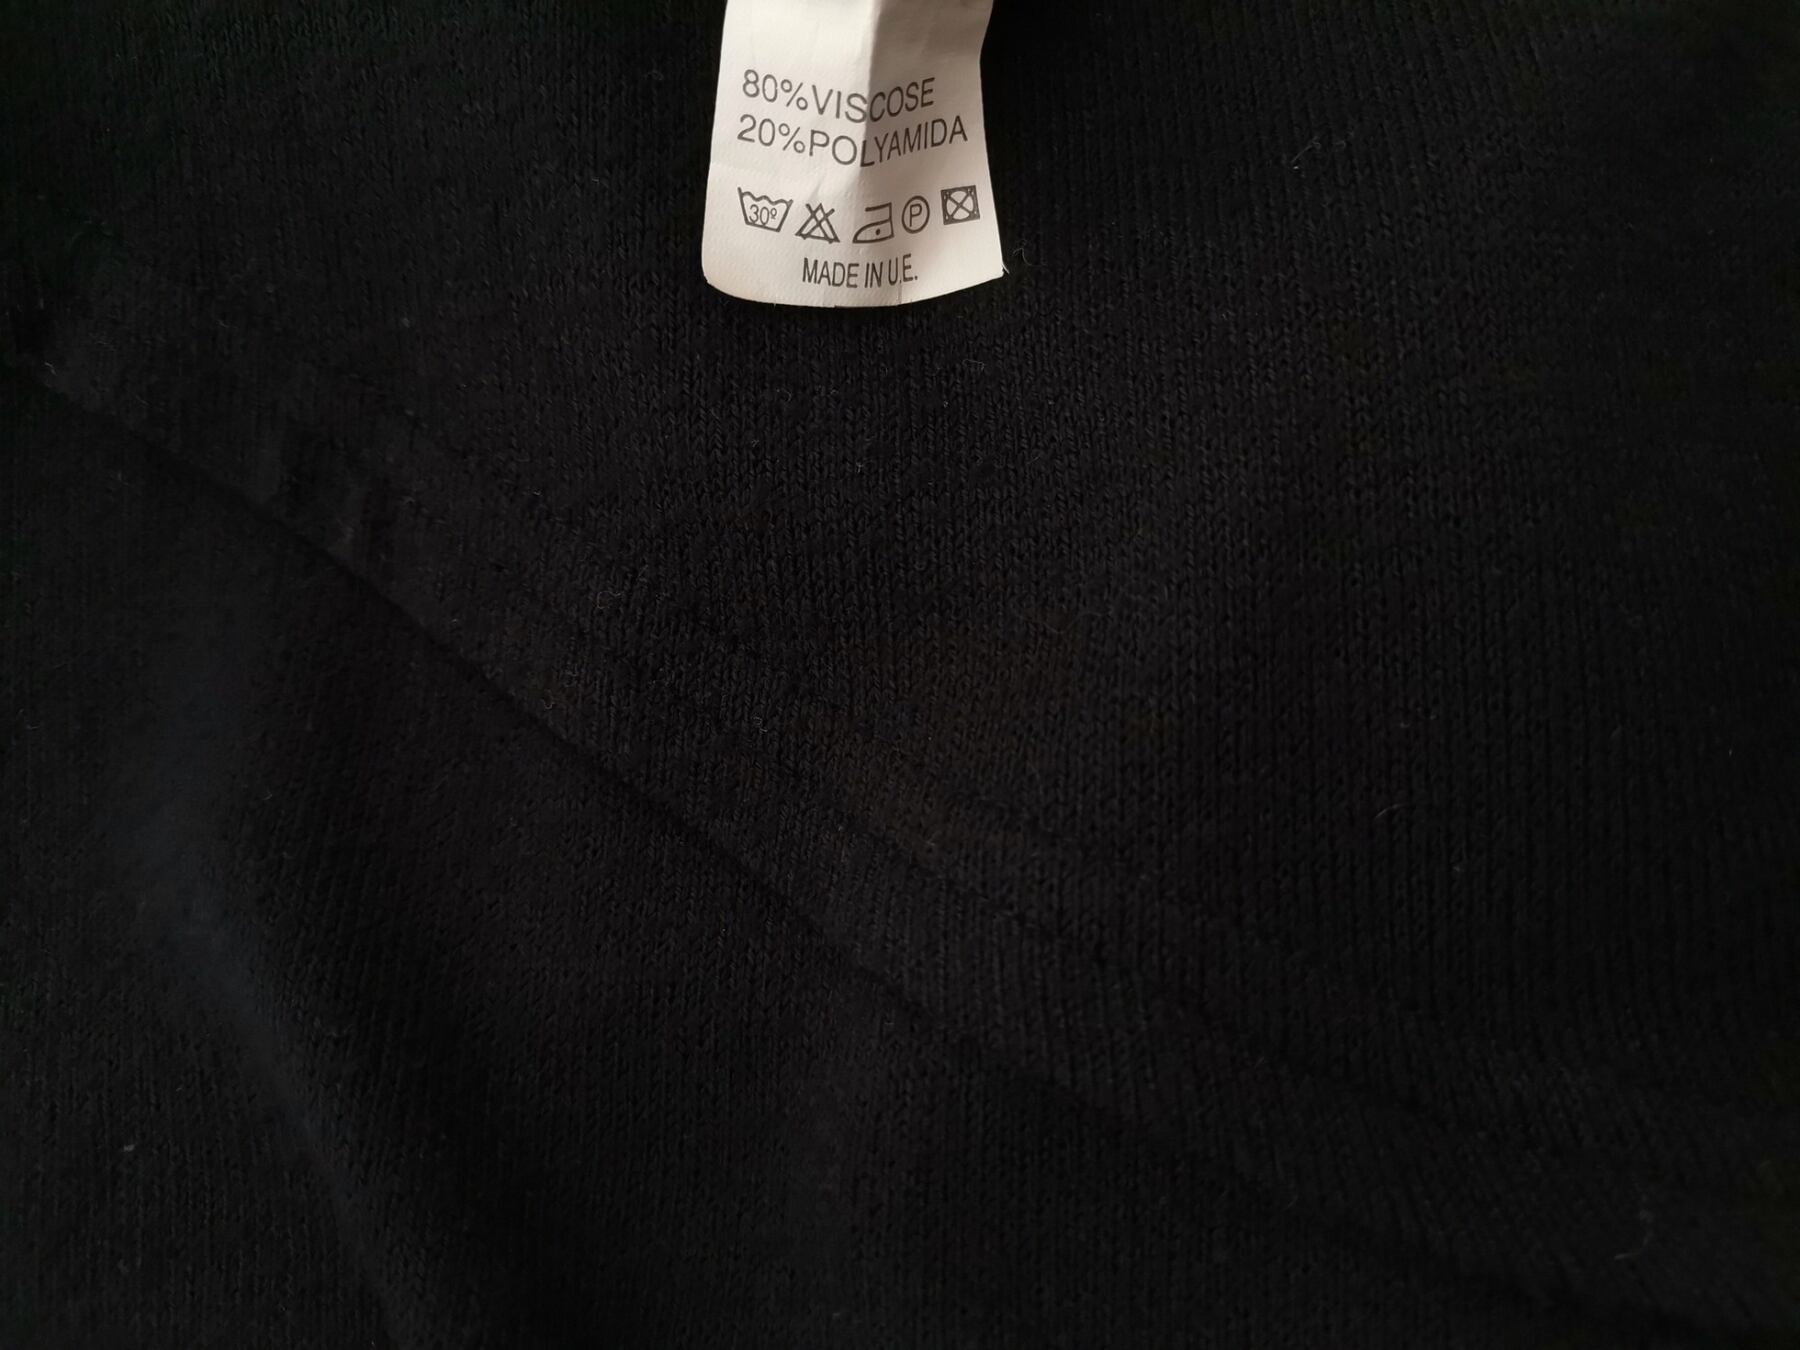 80%VISCOSE
20%POLYAMIDA
30º P
MADE IN U.E.